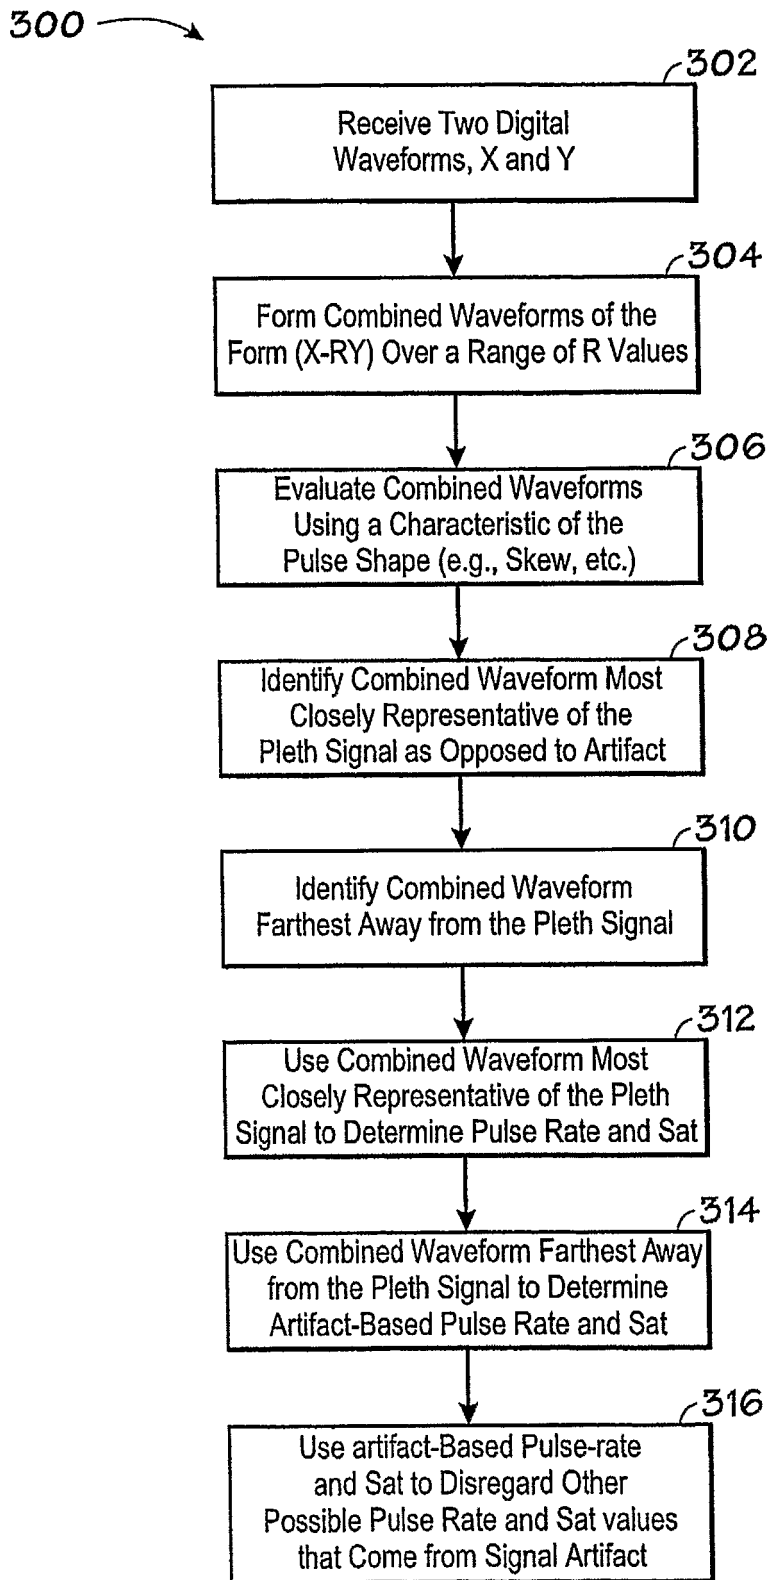 300
302
Receive Two Digital
Waveforms, X and Y
304
Form Combined Waveforms of the
Form (X-RY) Over a Range of R Values
306
Evaluate Combined Waveforms
Using a Characteristic of the
Pulse Shape (e.g., Skew, etc.)
308
Identify Combined Waveform Most
Closely Representative of the
Pleth Signal as Opposed to Artifact
310
Identify Combined Waveform
Farthest Away from the Pleth Signal
312
Use Combined Waveform Most
Closely Representative of the Pleth
Signal to Determine Pulse Rate and Sat
314
Use Combined Waveform Farthest Away
from the Pleth Signal to Determine
Artifact-Based Pulse Rate and Sat
316
Use artifact-Based Pulse-rate
and Sat to Disregard Other
Possible Pulse Rate and Sat values
that Come from Signal Artifact